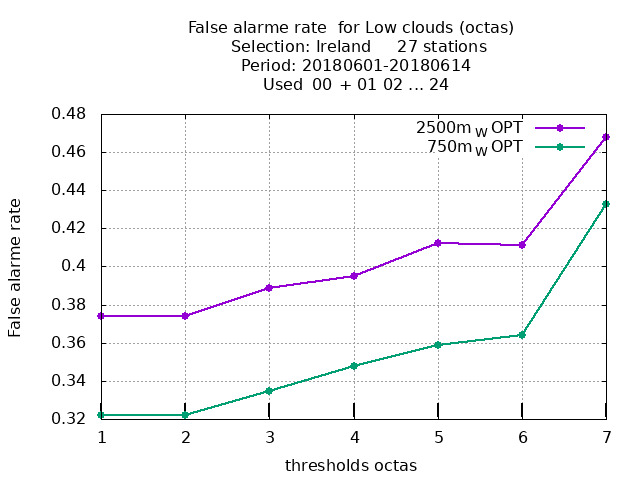 False alarme rate  for Low clouds (octas)
Selection: Ireland     27 stations
Period: 20180601-20180614
Used  00 + 01 02 ... 24
2500m W OPT
750m W OPT
False alarme rate
0.48
0.46
0.44
0.42
0.4
0.38
0.36
0.34
0.32
1 2 3 4 5 6 7
thresholds octas